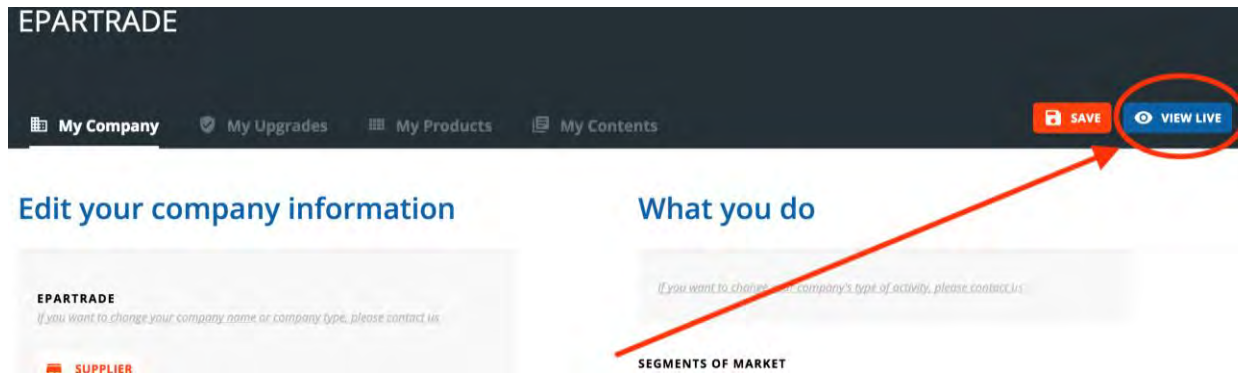 EPARTRADE
My Company
My Upgrades
My Products
My Contents
SAVE
VIEW LIVE
Edit your company information
EPARTRADE
If you want to change your company name or company type, please contact us
SUPPLIER
What you do
If you want to change your company's type of activity, please contact us
SEGMENTS OF MARKET